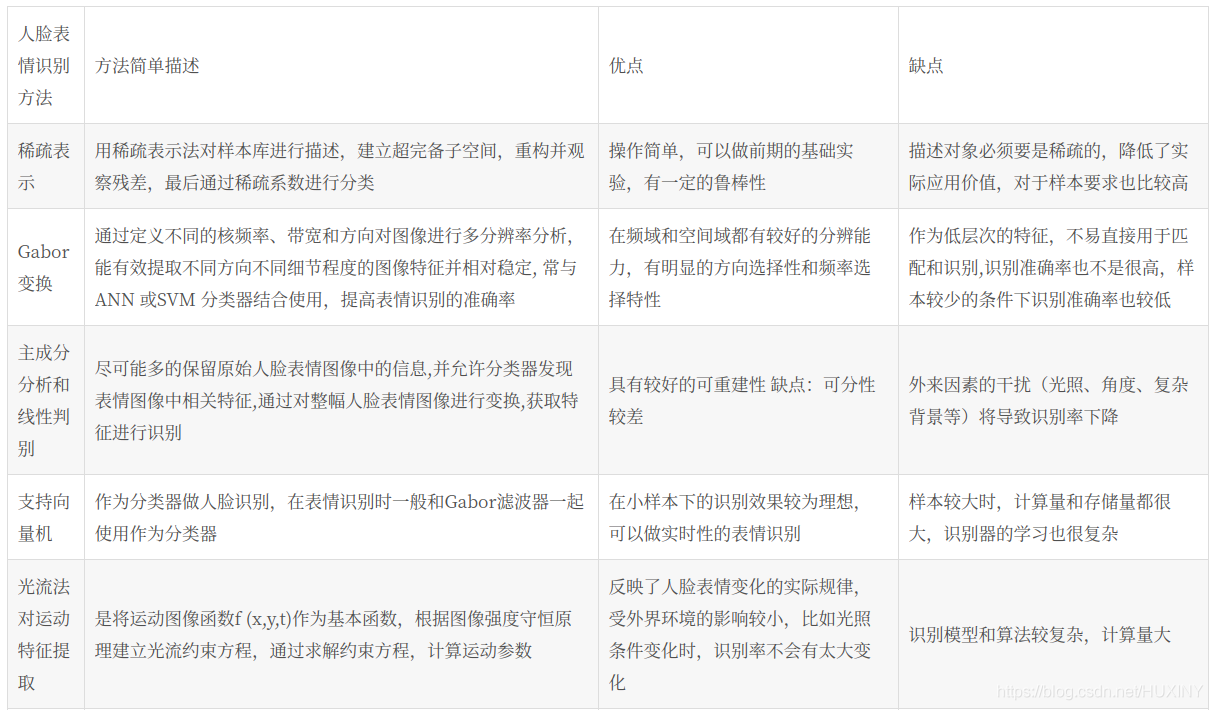 人脸表
情识别
方法
方法简单描述
优点
缺点
稀疏表
示
用稀疏表示法对样本库进行描述，建立超完备子空间，重构并观
察残差，最后通过稀疏系数进行分类
操作简单，可以做前期的基础实
验，有一定的鲁棒性
描述对象必须要是稀疏的，降低了实
际应用价值，对于样本要求也比较高
Gabor
变换
通过定义不同的核频率、带宽和方向对图像进行多分辨率分析，
能有效提取不同方向不同细节程度的图像特征并相对稳定, 常与
ANN 或SVM 分类器结合使用，提高表情识别的准确率
在频域和空间域都有较好的分辨能
力，有明显的方向选择性和频率选
择特性
作为低层次的特征，不易直接用于匹
配和识别,识别准确率也不是很高，样
本较少的条件下识别准确率也较低
主成分
分析和
线性判
别
尽可能多的保留原始人脸表情图像中的信息,并允许分类器发现
表情图像中相关特征,通过对整幅人脸表情图像进行变换,获取特
征进行识别
具有较好的可重建性 缺点：可分性
较差
外来因素的干扰（光照、角度、复杂
背景等）将导致识别率下降
支持向
量机
作为分类器做人脸识别，在表情识别时一般和Gabor滤波器一起
使用作为分类器
在小样本下的识别效果较为理想，
可以做实时性的表情识别
样本较大时，计算量和存储量都很
大，识别器的学习也很复杂
光流法
对运动
特征提
取
是将运动图像函数f (x,y,t)作为基本函数，根据图像强度守恒原
理建立光流约束方程，通过求解约束方程，计算运动参数
反映了人脸表情变化的实际规律，
受外界环境的影响较小，比如光照
条件变化时，识别率不会有太大变
化
识别模型和算法较复杂，计算量大
https://blog.csdn.net/HUXINY